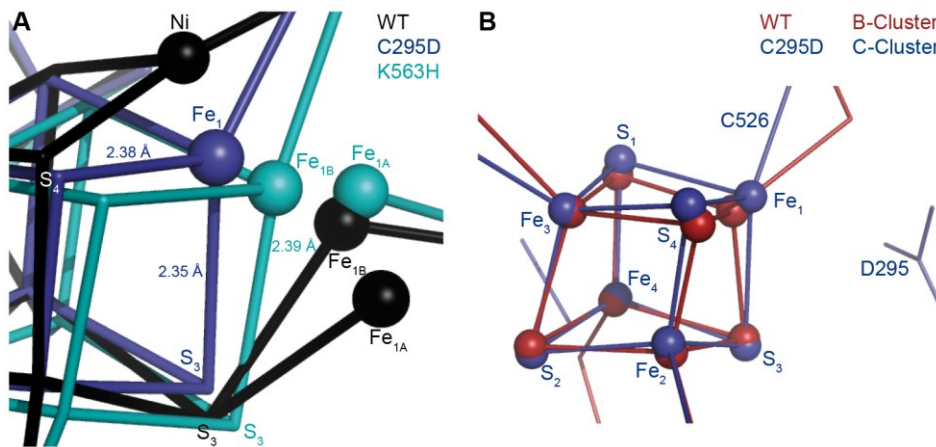 A
Ni
WT
C295D
K563H
Fe1
2.38 Å
S4
Fe1B
Fe1A
2.39 Å
Fe1B
2.35 Å
Fe1A
S3
S3
S3
B
WT B-Cluster
C295D C-Cluster
C526
S1
Fe3
S4
Fe1
Fe4
D295
S2
Fe2
S3